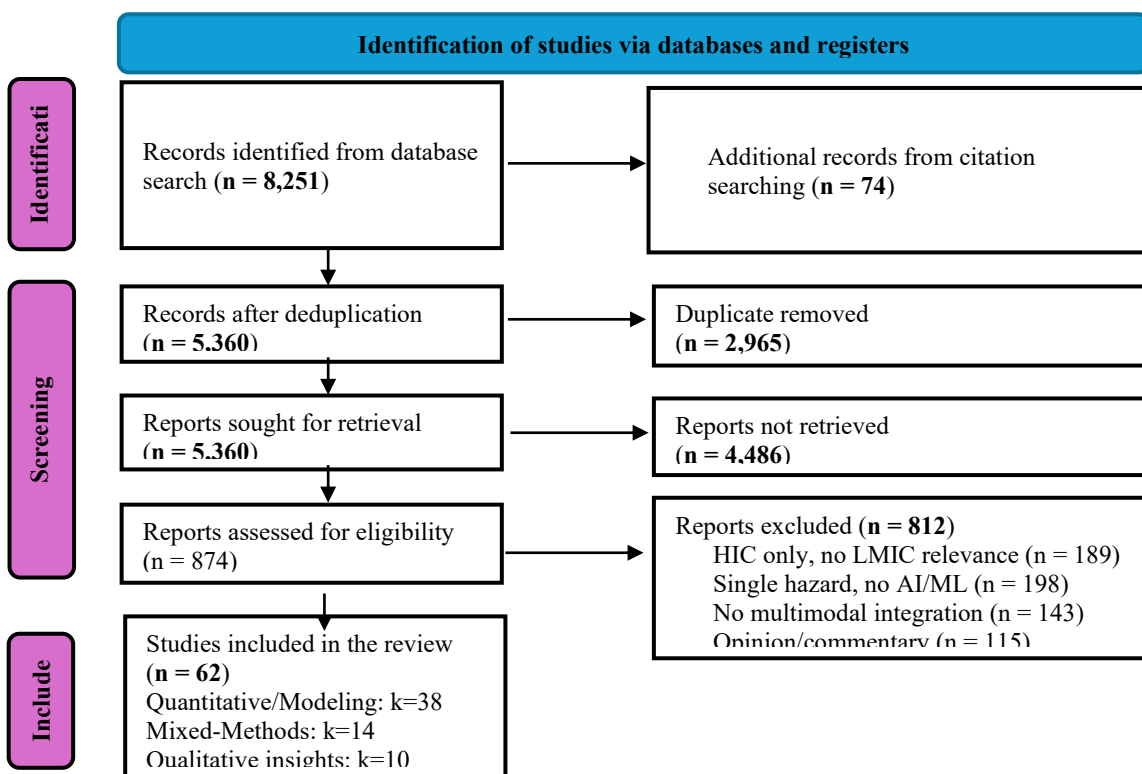 Identification of studies via databases and registers
Identificati
Records identified from database
search (n = 8,251)
Additional records from citation
searching (n = 74)
Screening
Records after deduplication
(n = 5,360)
Duplicate removed
(n = 2,965)
Reports sought for retrieval
(n = 5,360)
Reports not retrieved
(n = 4,486)
Reports assessed for eligibility
(n = 874)
Reports excluded (n = 812)
HIC only, no LMIC relevance (n = 189)
Single hazard, no AI/ML (n = 198)
No multimodal integration (n = 143)
Opinion/commentary (n = 115)
Include
Studies included in the review
(n = 62)
Quantitative/Modeling: k=38
Mixed-Methods: k=14
Qualitative insights: k=10